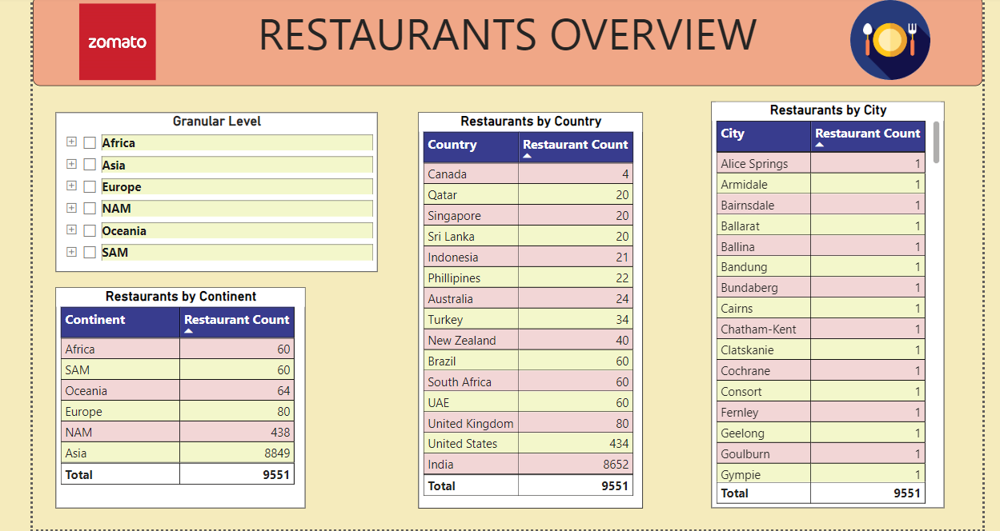 zomato
RESTAURANTS OVERVIEW
Granular Level
Africa
Asia
Europe
NAM
Oceania
SAM
Restaurants by Continent
Continent Restaurant Count
Africa 60
SAM 60
Oceania 64
Europe 80
NAM 438
Asia 8849
Total 9551
Restaurants by Country
Country Restaurant Count
Canada 4
Qatar 20
Singapore 20
Sri Lanka 20
Indonesia 21
Phillipines 22
Australia 24
Turkey 34
New Zealand 40
Brazil 60
South Africa 60
UAE 60
United Kingdom 80
United States 434
India 8652
Total 9551
Restaurants by City
City Restaurant Count
Alice Springs 1
Armidale 1
Bairnsdale 1
Ballarat 1
Ballina 1
Bandung 1
Bundaberg 1
Cairns 1
Chatham-Kent 1
Clatskanie 1
Cochrane 1
Consort 1
Fernley 1
Geelong 1
Goulburn 1
Gympie 1
Total 9551